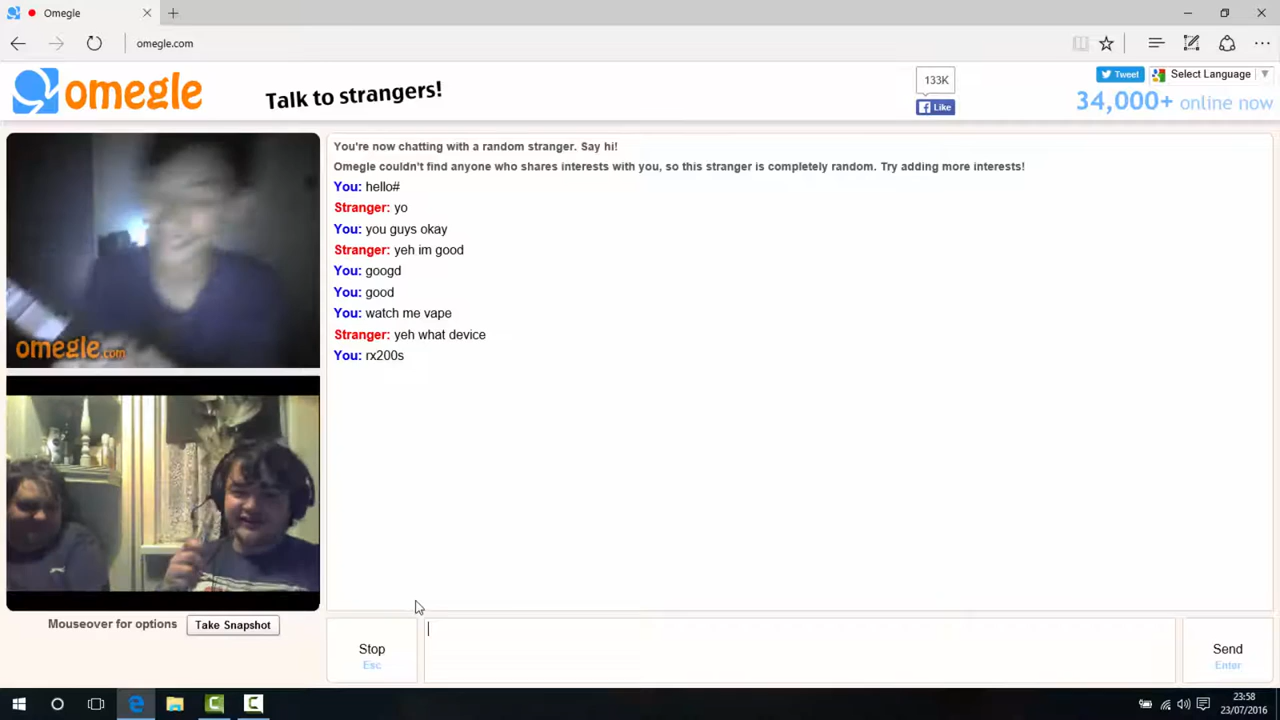 Omegle
omegle.com
omegle
Talk to strangers!
133K
Like
Tweet
Select Language
34,000+ online now
You're now chatting with a random stranger. Say hi!
Omegle couldn't find anyone who shares interests with you, so this stranger is completely random. Try adding more interests!
You: hello#
Stranger: yo
You: you guys okay
Stranger: yeh im good
You: googd
You: good
You: watch me vape
Stranger: yeh what device
You: rx200s
omegle.com
Mouseover for options
Take Snapshot
Stop
Esc
Send
Enter
23:58
23/07/2016